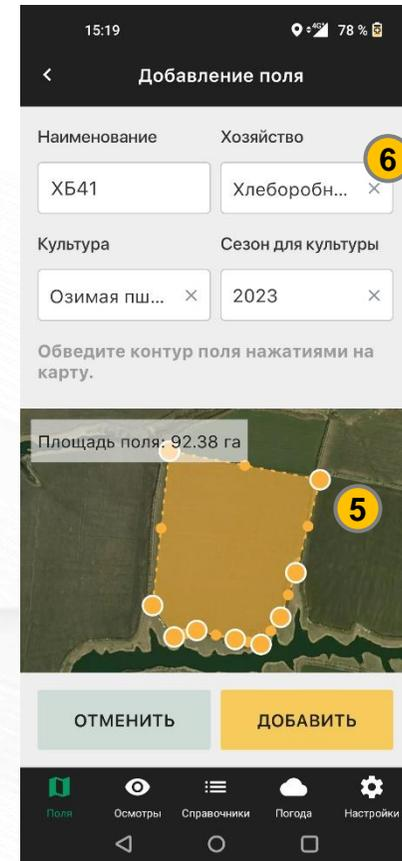 15:19 4G 78 %
Добавление поля
Наименование Хозяйство
6
ХБ41 Хлеборобн...
Культура Сезон для культуры
Озимая пш... 2023
Обведите контур поля нажатиями на
карту.
Площадь поля: 92.38 га
5
ОТМЕНИТЬ ДОБАВИТЬ
Поля Осмотры Справочники Погода Настройки